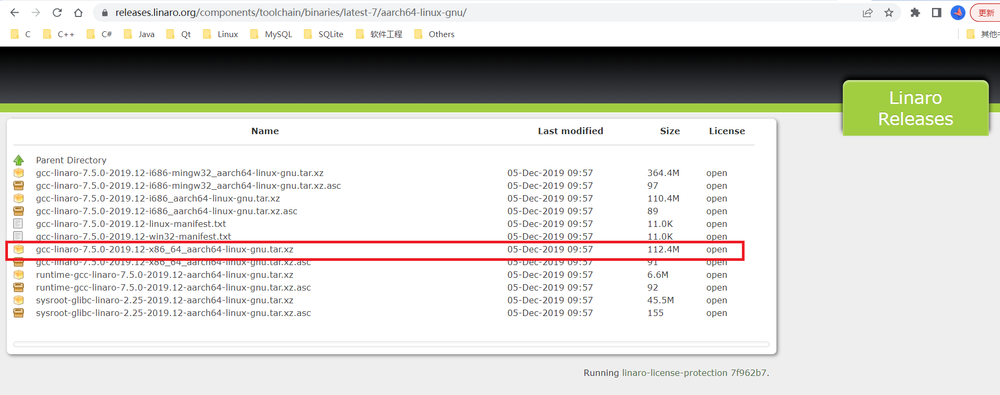 releases.linaro.org/components/toolchain/binaries/latest-7/aarch64-linux-gnu/
更新
C C++ C# Java Qt Linux MySQL SQLite 软件工程 Others 其他
Linaro
Releases
Name Last modified Size License
Parent Directory
gcc-linaro-7.5.0-2019.12-i686-mingw32_aarch64-linux-gnu.tar.xz 05-Dec-2019 09:57 364.4M open
gcc-linaro-7.5.0-2019.12-i686-mingw32_aarch64-linux-gnu.tar.xz.asc 05-Dec-2019 09:57 97 open
gcc-linaro-7.5.0-2019.12-i686_aarch64-linux-gnu.tar.xz 05-Dec-2019 09:57 110.4M open
gcc-linaro-7.5.0-2019.12-i686_aarch64-linux-gnu.tar.xz.asc 05-Dec-2019 09:57 89 open
gcc-linaro-7.5.0-2019.12-linux-manifest.txt 05-Dec-2019 09:57 11.0K open
gcc-linaro-7.5.0-2019.12-win32-manifest.txt 05-Dec-2019 09:57 11.0K open
gcc-linaro-7.5.0-2019.12-x86_64_aarch64-linux-gnu.tar.xz 05-Dec-2019 09:57 112.4M open
gcc-linaro-7.5.0-2019.12-x86_64_aarch64-linux-gnu.tar.xz.asc 05-Dec-2019 09:57 91 open
runtime-gcc-linaro-7.5.0-2019.12-aarch64-linux-gnu.tar.xz 05-Dec-2019 09:57 6.6M open
runtime-gcc-linaro-7.5.0-2019.12-aarch64-linux-gnu.tar.xz.asc 05-Dec-2019 09:57 92 open
sysroot-glibc-linaro-2.25-2019.12-aarch64-linux-gnu.tar.xz 05-Dec-2019 09:57 45.5M open
sysroot-glibc-linaro-2.25-2019.12-aarch64-linux-gnu.tar.xz.asc 05-Dec-2019 09:57 155 open
Running linaro-license-protection 7f962b7.